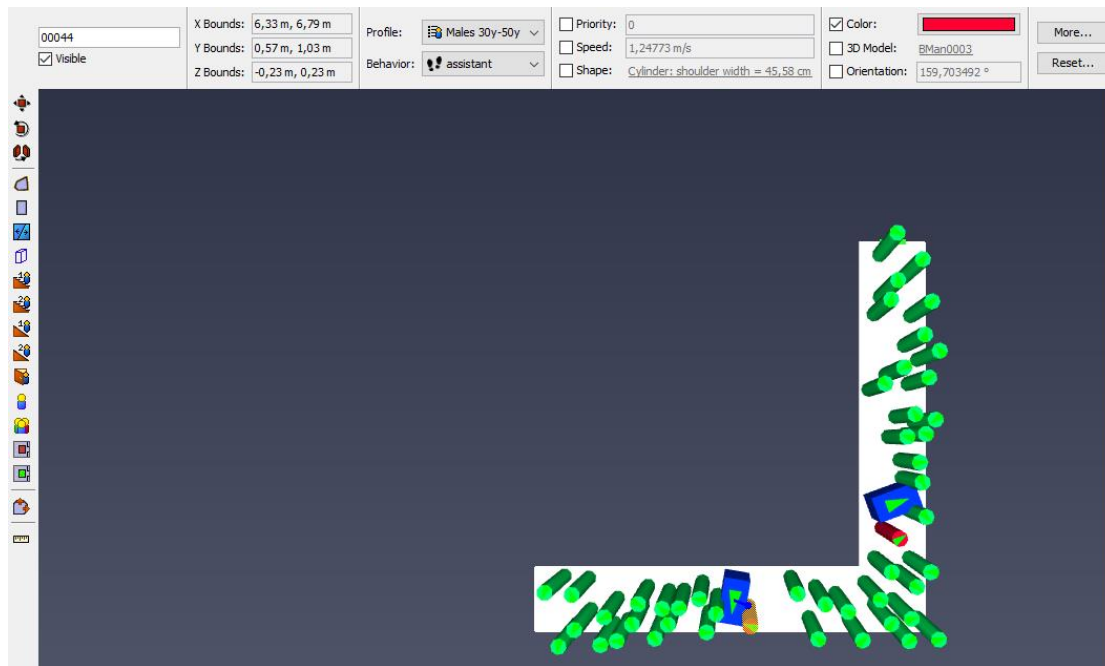 00044
Visible
X Bounds: 6,33 m, 6,79 m
Y Bounds: 0,57 m, 1,03 m
Z Bounds: -0,23 m, 0,23 m
Profile: Males 30y-50y
Behavior: assistant
Priority: 0
Speed: 1,24773 m/s
Shape: Cylinder: shoulder width = 45,58 cm
Color:
3D Model: BMan0003
Orientation: 159,703492 °
More...
Reset...